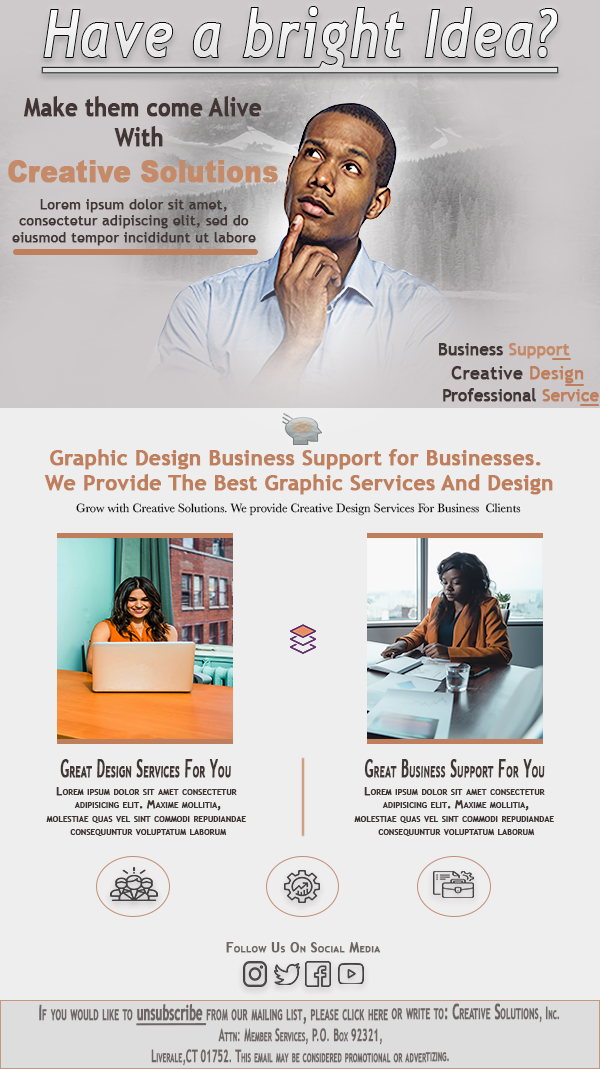 Have a bright Idea?
Make them come Alive
With
Creative Solutions
Lorem ipsum dolor sit amet,
consectetur adipiscing elit, sed do
eiusmod tempor incididunt ut labore
Business Support
Creative Design
Professional Service
Graphic Design Business Support for Businesses.
We Provide The Best Graphic Services And Design
Grow with Creative Solutions. We provide Creative Design Services For Business Clients
Great Design Services For You
Lorem ipsum dolor sit amet consectetur
adipisicing elit. Maxime mollitia,
molestiae quas vel sint commodi repudiandae
consequuntur voluptatum laborum
Great Business Support For You
Lorem ipsum dolor sit amet consectetur
adipisicing elit. Maxime mollitia,
molestiae quas vel sint commodi repudiandae
consequuntur voluptatum laborum
Follow Us On Social Media
If you would like to unsubscribe from our mailing list, please click here or write to: Creative Solutions, Inc.
Attn: Member Services, P.O. Box 92321,
Liverale,CT 01752. This email may be considered promotional or advertizing.